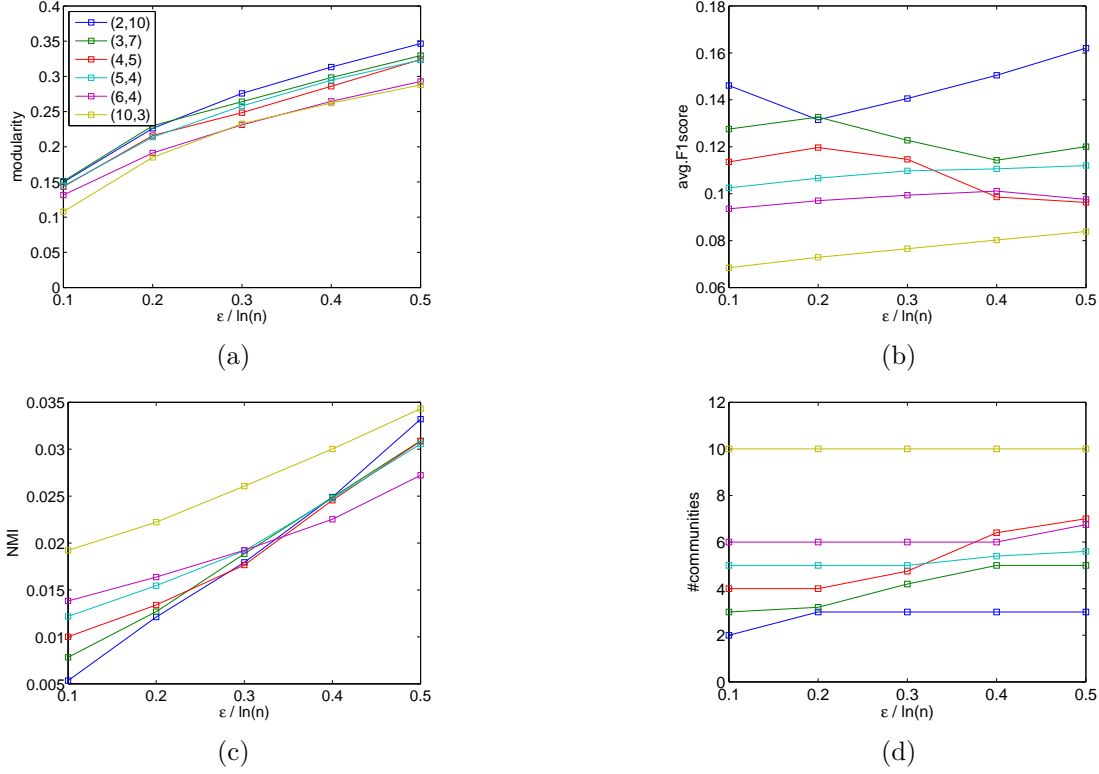 0.4
0.35
0.3
0.25
0.2
0.15
0.1
0.05
0
modularity
(2,10)
(3,7)
(4,5)
(5,4)
(6,4)
(10,3)
0.1 0.2 0.3 0.4 0.5
ε / ln(n)
(a)
0.18
0.16
0.14
0.12
0.1
0.08
0.06
avg.F1score
0.1 0.2 0.3 0.4 0.5
ε / ln(n)
(b)
0.035
0.03
0.025
0.02
0.015
0.01
0.005
NMI
0.1 0.2 0.3 0.4 0.5
ε / ln(n)
(c)
12
10
8
6
4
2
0
#communities
0.1 0.2 0.3 0.4 0.5
ε / ln(n)
(d)